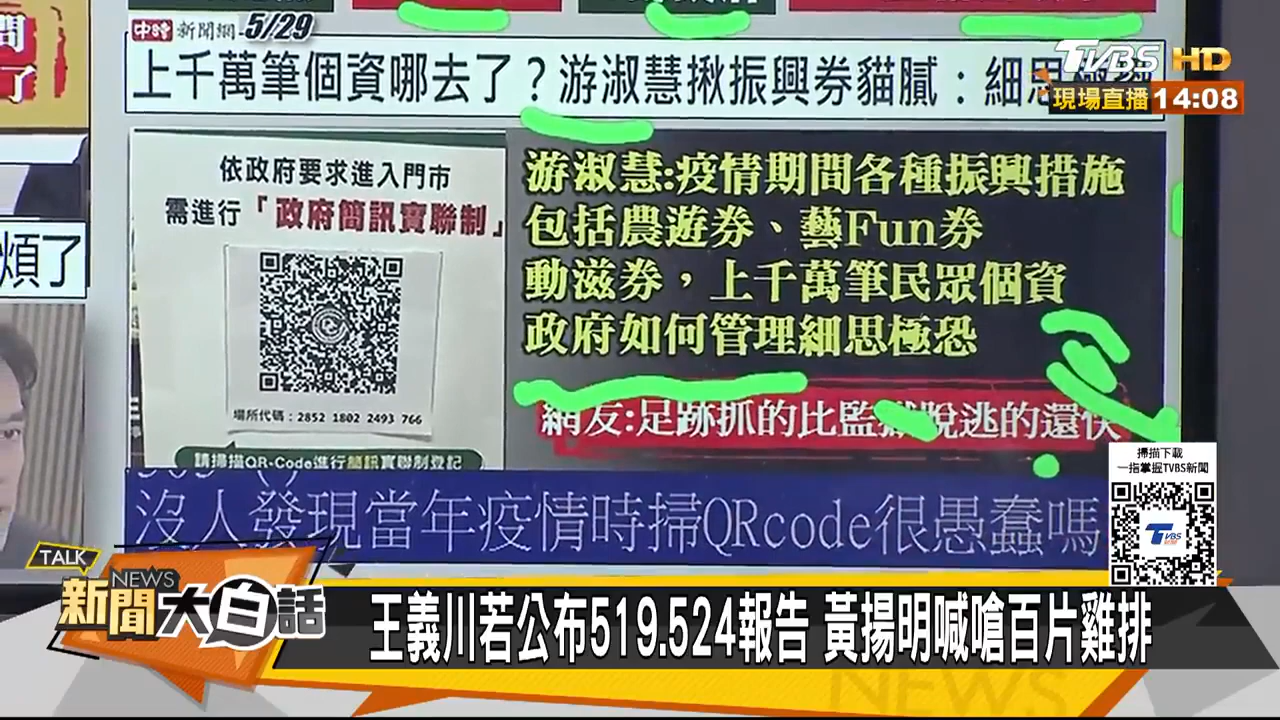 問
了
煩了
中時 新聞網 5/29
上千萬筆個資哪去了？游淑慧揪振興券貓膩：細思
TVBS HD
現場直播 14:08
依政府要求進入門市
需進行「政府簡訊實聯制」
場所代碼：2852 1802 2493 766
請掃描QR-Code進行簡訊實聯制登記
游淑慧:疫情期間各種振興措施
包括農遊券、藝Fun券
動滋券，上千萬筆民眾個資
政府如何管理細思極恐
網友:足跡抓的比監獄脫逃的還快
沒人發現當年疫情時掃QRcode很愚蠢嗎
掃描下載
一指掌握TVBS新聞
TVBS
TALK
NEWS
新聞大白話
王義川若公布519.524報告 黃揚明喊嗆百片雞排
NEWS